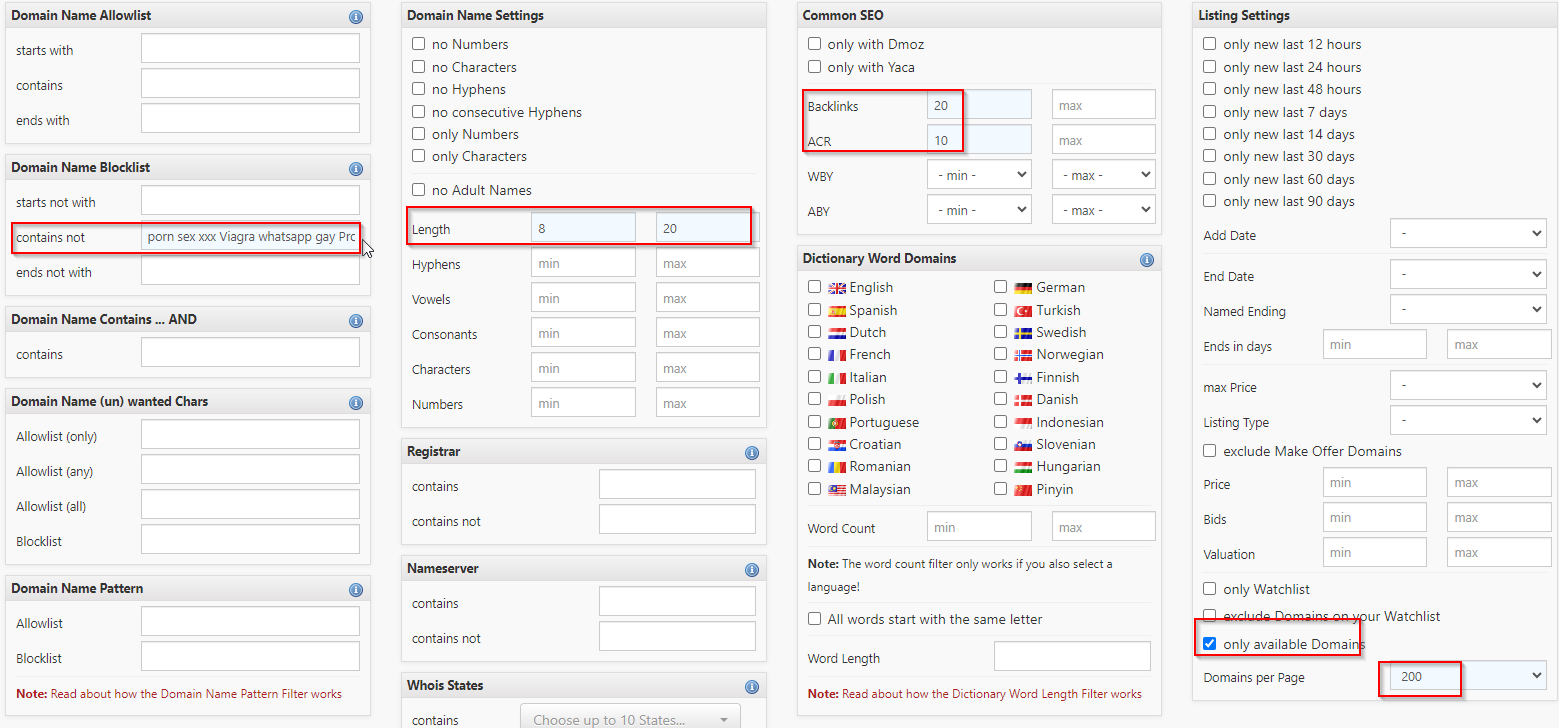 Domain Name Allowlist
starts with
contains
ends with
Domain Name Blocklist
starts not with
contains not porn sex xxx Viagra whatsapp gay Prc
ends not with
Domain Name Contains ... AND
contains
Domain Name (un) wanted Chars
Allowlist (only)
Allowlist (any)
Allowlist (all)
Blocklist
Domain Name Pattern
Allowlist
Blocklist
Note: Read about how the Domain Name Pattern Filter works
Domain Name Settings
no Numbers
no Characters
no Hyphens
no consecutive Hyphens
only Numbers
only Characters
no Adult Names
Length 8 20
Hyphens min max
Vowels min max
Consonants min max
Characters min max
Numbers min max
Registrar
contains
contains not
Nameserver
contains
contains not
Whois States
contains Choose up to 10 States...
Common SEO
only with Dmoz
only with Yaca
Backlinks 20 max
ACR 10 max
WBY - min - - max -
ABY - min - - max -
Dictionary Word Domains
English German
Spanish Turkish
Dutch Swedish
French Norwegian
Italian Finnish
Polish Danish
Portuguese Indonesian
Croatian Slovenian
Romanian Hungarian
Malaysian Pinyin
Word Count min max
Note: The word count filter only works if you also select a
language!
All words start with the same letter
Word Length
Note: Read about how the Dictionary Word Length Filter works
Listing Settings
only new last 12 hours
only new last 24 hours
only new last 48 hours
only new last 7 days
only new last 14 days
only new last 30 days
only new last 60 days
only new last 90 days
Add Date -
End Date -
Named Ending -
Ends in days min max
max Price -
Listing Type -
exclude Make Offer Domains
Price min max
Bids min max
Valuation min max
only Watchlist
exclude Domains on your Watchlist
only available Domains
Domains per Page 200